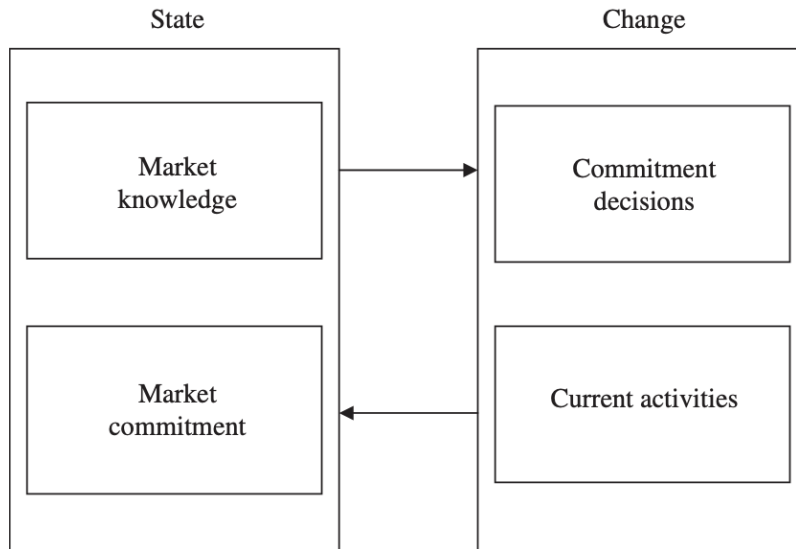 State
Change
Market
knowledge
Commitment
decisions
Market
commitment
Current activities